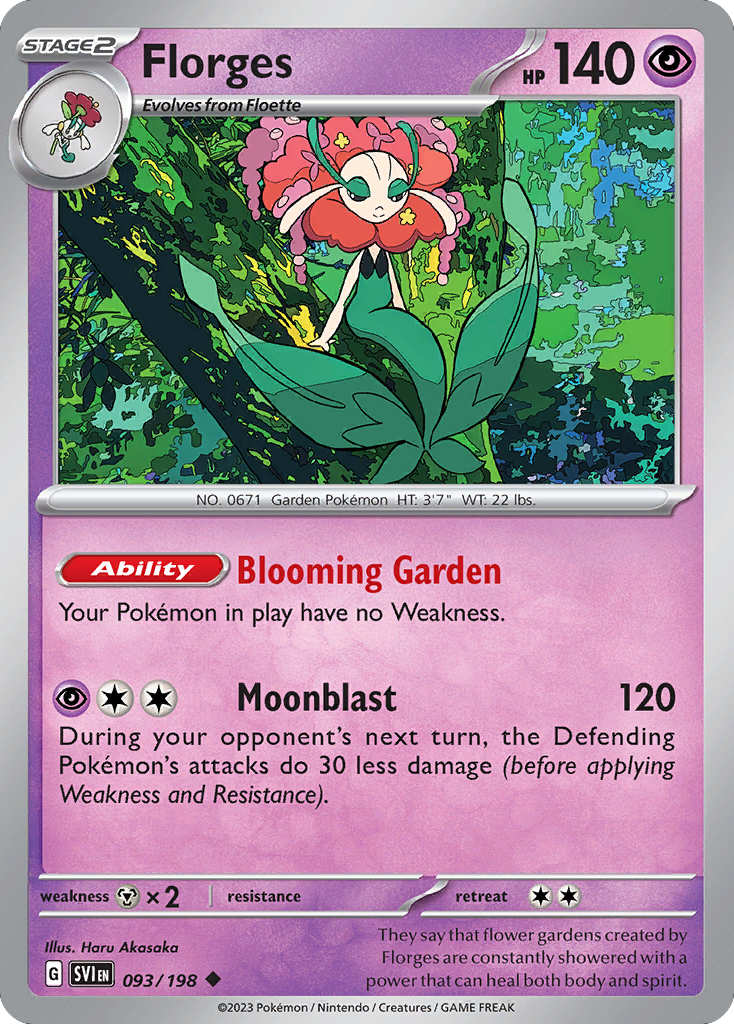 STAGE2
Florges
HP 140
Evolves from Floette
NO. 0671 Garden Pokémon HT: 3'7" WT: 22 lbs.
Ability Blooming Garden
Your Pokémon in play have no Weakness.
Moonblast 120
During your opponent's next turn, the Defending
Pokémon's attacks do 30 less damage (before applying
Weakness and Resistance).
weakness ×2 resistance retreat
Illus. Haru Akasaka
G SVI EN 093/198
They say that flower gardens created by
Florges are constantly showered with a
power that can heal both body and spirit.
©2023 Pokémon / Nintendo / Creatures / GAME FREAK